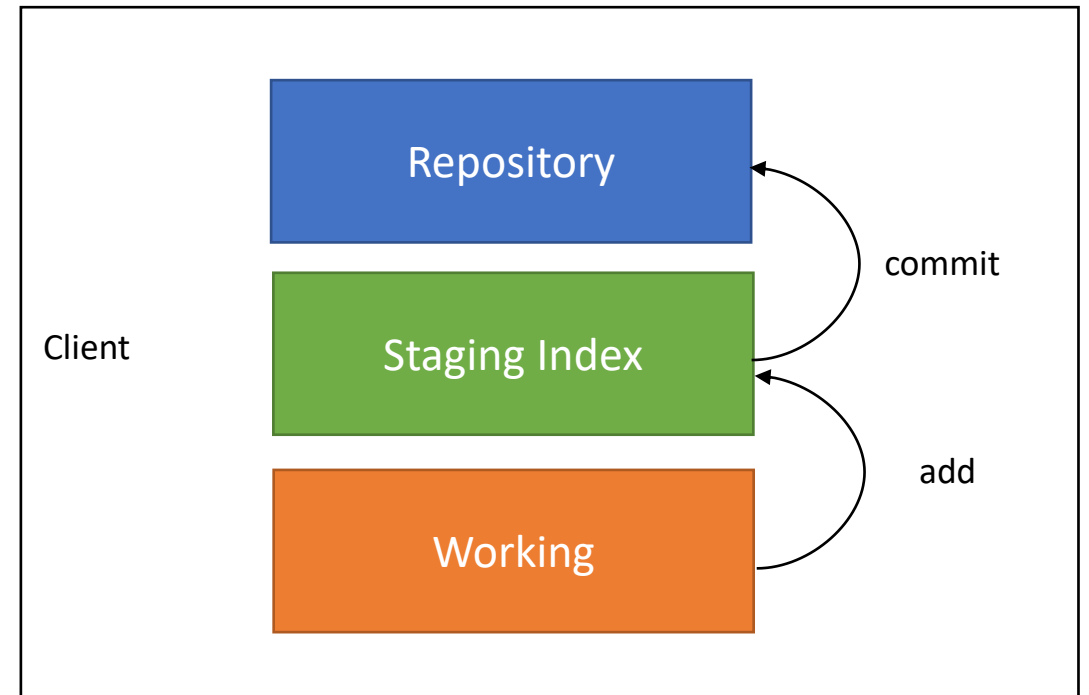 Repository
commit
Client
Staging Index
add
Working